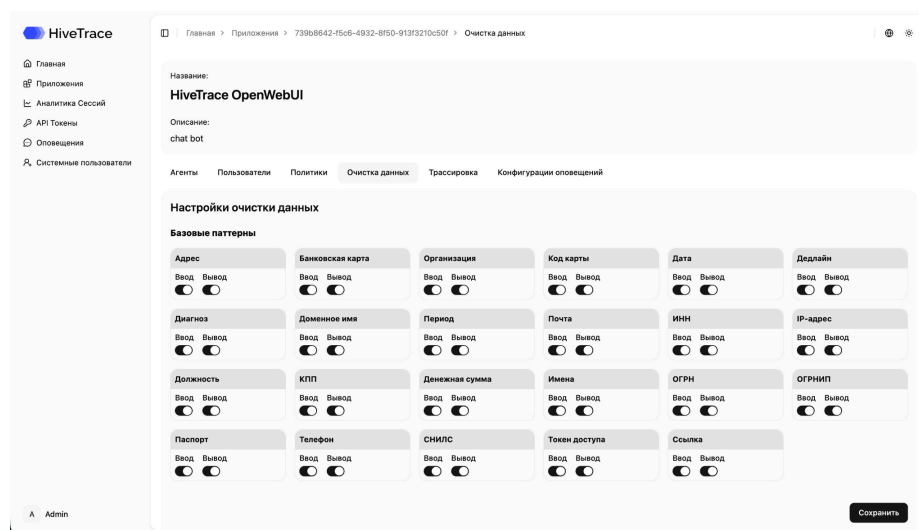 HiveTrace
Главная
Приложения
Аналитика Сессий
API Токены
Оповещения
Системные пользователи
A Admin
Главная > Приложения > 739b8642-f5c6-4932-8f50-913f3210c50f > Очистка данных
Название:
HiveTrace OpenWebUI
Описание:
chat bot
Агенты Пользователи Политики Очистка данных Трассировка Конфигурации оповещений
Настройки очистки данных
Базовые паттерны
Адрес Банковская карта Организация Код карты Дата Дедлайн
Ввод Вывод Ввод Вывод Ввод Вывод Ввод Вывод Ввод Вывод Ввод Вывод
Диагноз Доменное имя Период Почта ИНН IP-адрес
Ввод Вывод Ввод Вывод Ввод Вывод Ввод Вывод Ввод Вывод Ввод Вывод
Должность КПП Денежная сумма Имена ОГРН ОГРНИП
Ввод Вывод Ввод Вывод Ввод Вывод Ввод Вывод Ввод Вывод Ввод Вывод
Паспорт Телефон СНИЛС Токен доступа Ссылка
Ввод Вывод Ввод Вывод Ввод Вывод Ввод Вывод Ввод Вывод
Сохранить